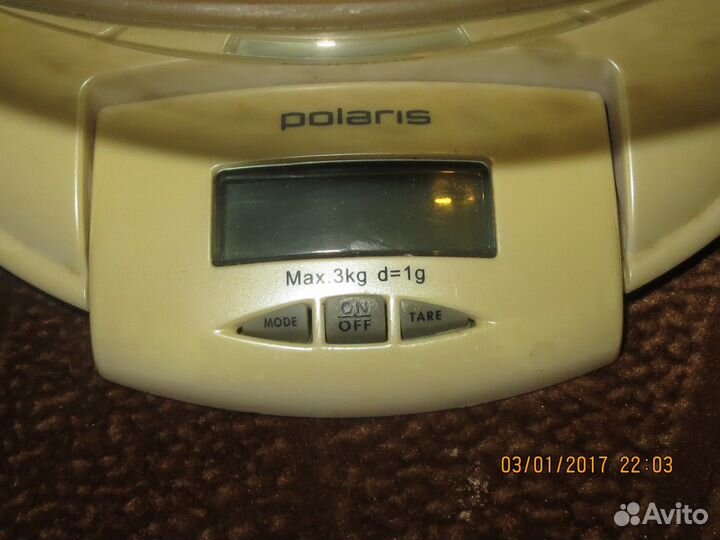 polaris
Max.3kg d=1g
MODE ON OFF TARE
03/01/2017 22:03
Avito